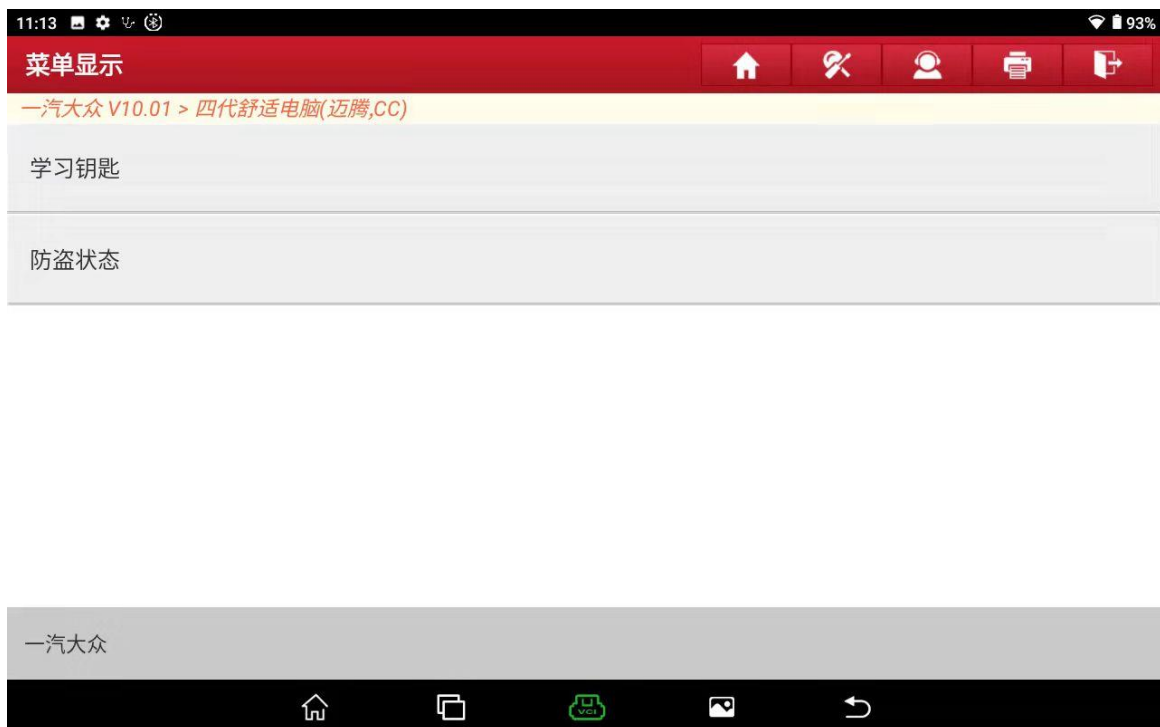 11:13
93%
菜单显示
一汽大众 V10.01 > 四代舒适电脑(迈腾,CC)
学习钥匙
防盗状态
一汽大众
VCI